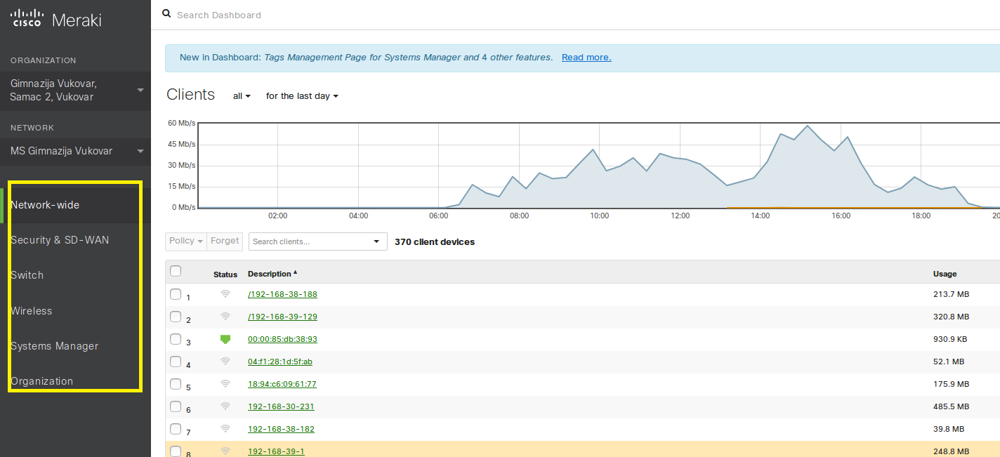 CISCO Meraki
ORGANIZATION
Gimnazija Vukovar,
Samac 2, Vukovar
NETWORK
MS Gimnazija Vukovar
Network-wide
Security & SD-WAN
Switch
Wireless
Systems Manager
Organization
Search Dashboard
New in Dashboard: Tags Management Page for Systems Manager and 4 other features. Read more.
Clients all for the last day
60 Mb/s
45 Mb/s
30 Mb/s
15 Mb/s
0 Mb/s
02:00 04:00 06:00 08:00 10:00 12:00 14:00 16:00 18:00 20
Policy Forget Search clients... 370 client devices
Status Description Usage
1 /192-168-38-188 213.7 MB
2 /192-168-39-129 320.8 MB
3 00:00:85:db:38:93 930.9 KB
4 04:f1:28:1d:5f:ab 52.1 MB
5 18:94:c6:09:61:77 175.9 MB
6 192-168-30-231 485.5 MB
7 192-168-38-182 39.8 MB
8 192-168-39-1 248.8 MB